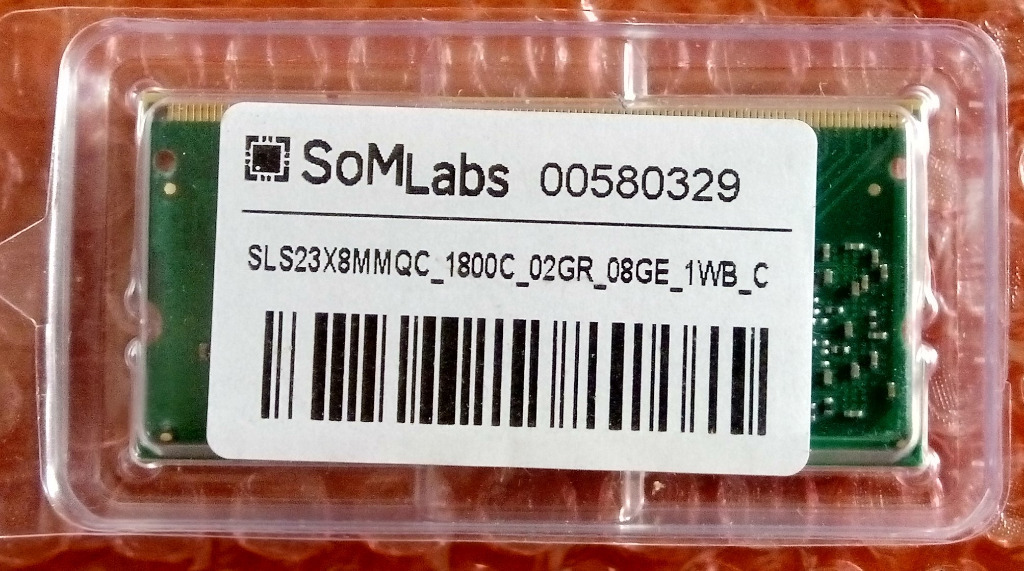 SoMLabs 00580329
SLS23X8MMQC_1800C_02GR_08GE_1WB_C